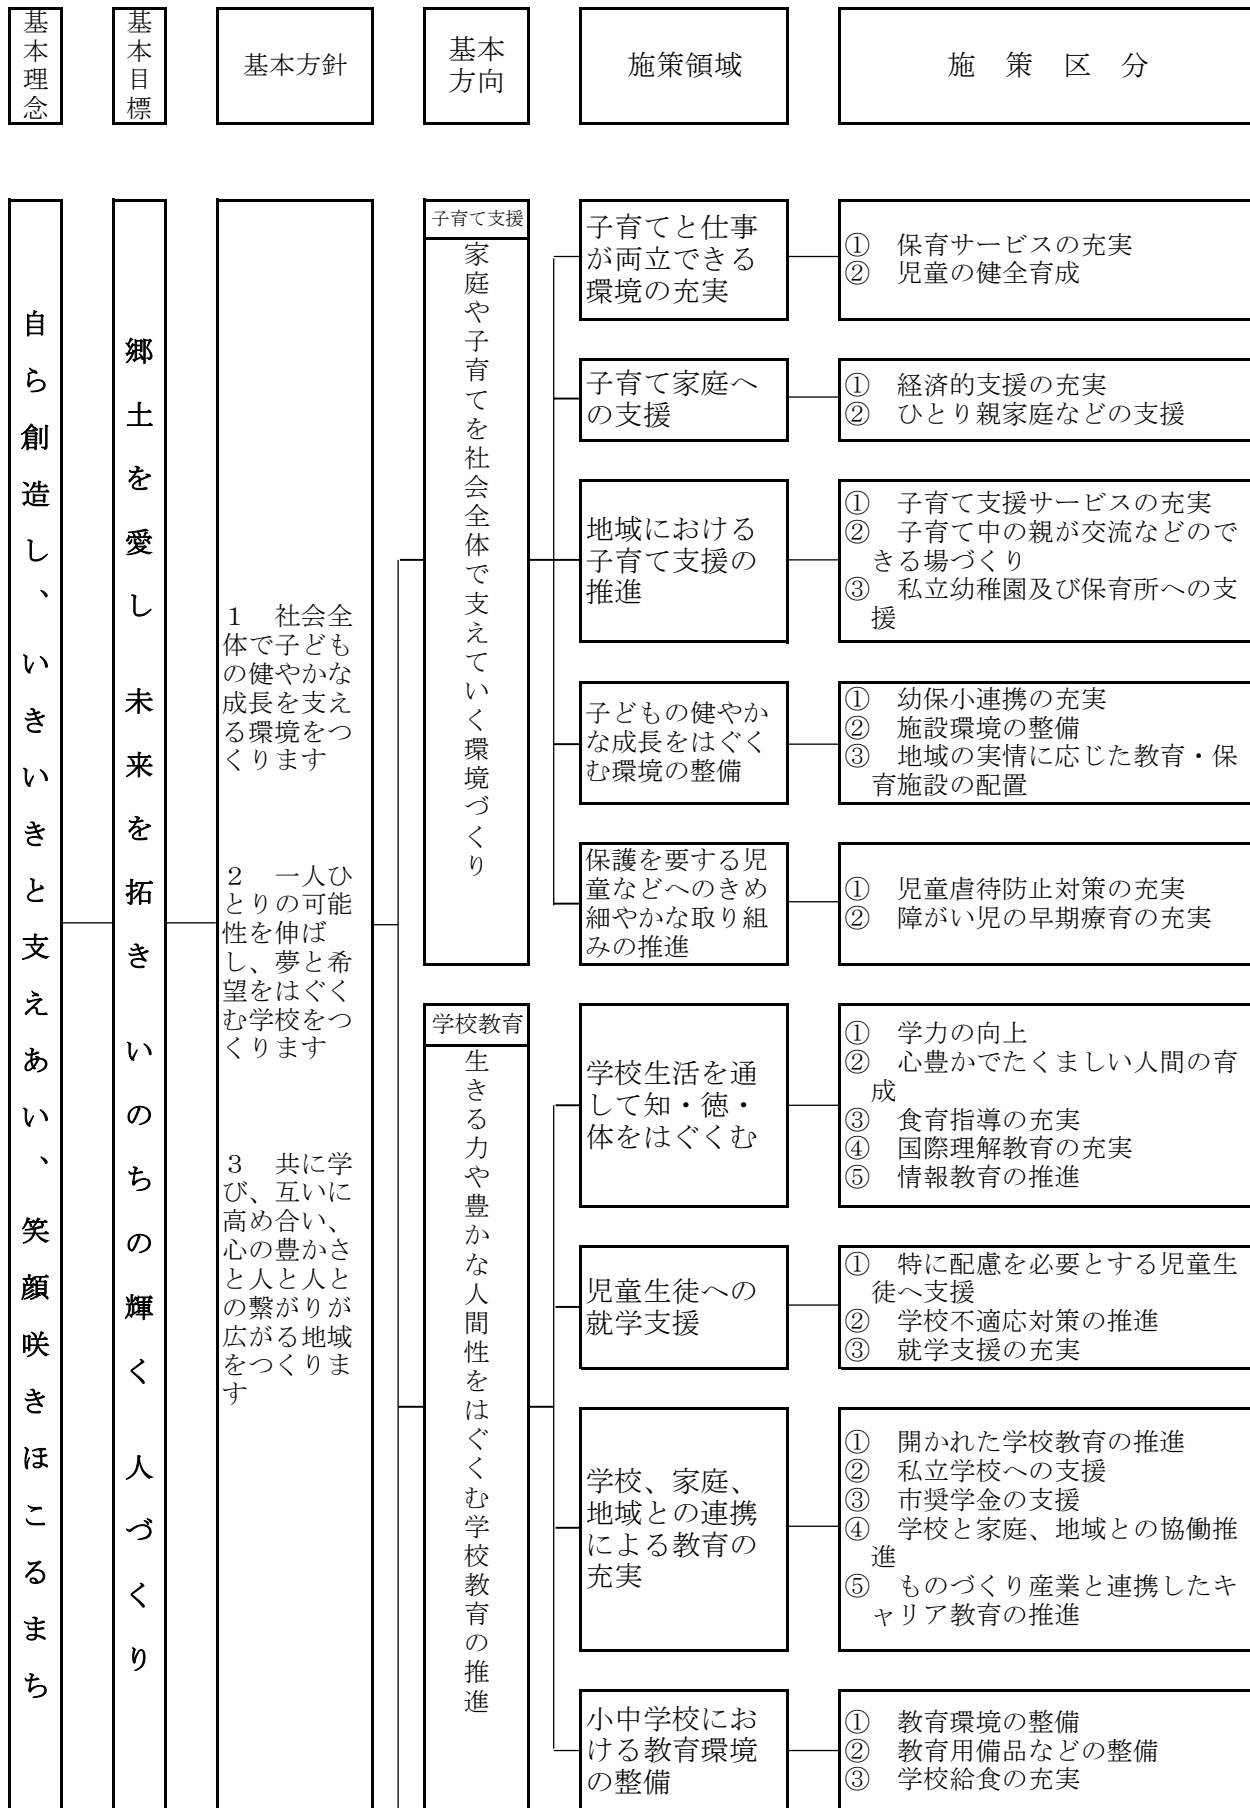 基本理念
基本目標
基本方針
基本
方向
施策領域
施　策　区　分
自ら創造し、いきいきと支えあい、笑顔咲きほこるまち
郷土を愛し　未来を拓き　いのちの輝く　人づくり
１　社会全
体で子ども
の健やかな
成長を支え
る環境をつ
くります
２　一人ひ
とりの可能
性を伸ば
し、夢と希
望をはぐく
む学校をつ
くります
３　共に学
び、互いに
高め合い、
心の豊かさ
と人と人と
の繋がりが
広がる地域
をつくりま
す
子育て支援
家庭や子育てを社会全体で支えていく環境づくり
子育てと仕事
が両立できる
環境の充実
①　保育サービスの充実
②　児童の健全育成
子育て家庭へ
の支援
①　経済的支援の充実
②　ひとり親家庭などの支援
地域における
子育て支援の
推進
①　子育て支援サービスの充実
②　子育て中の親が交流などので
きる場づくり
③　私立幼稚園及び保育所への支
援
子どもの健やか
な成長をはぐく
む環境の整備
①　幼保小連携の充実
②　施設環境の整備
③　地域の実情に応じた教育・保
育施設の配置
保護を要する児
童などへのきめ
細やかな取り組
みの推進
①　児童虐待防止対策の充実
②　障がい児の早期療育の充実
学校教育
生きる力や豊かな人間性をはぐくむ学校教育の推進
学校生活を通
して知・徳・
体をはぐくむ
①　学力の向上
②　心豊かでたくましい人間の育
成
③　食育指導の充実
④　国際理解教育の充実
⑤　情報教育の推進
児童生徒への
就学支援
①　特に配慮を必要とする児童生
徒へ支援
②　学校不適応対策の推進
③　就学支援の充実
学校、家庭、
地域との連携
による教育の
充実
①　開かれた学校教育の推進
②　私立学校への支援
③　市奨学金の支援
④　学校と家庭、地域との協働推
進
⑤　ものづくり産業と連携したキ
ャリア教育の推進
小中学校にお
ける教育環境
の整備
①　教育環境の整備
②　教育用備品などの整備
③　学校給食の充実